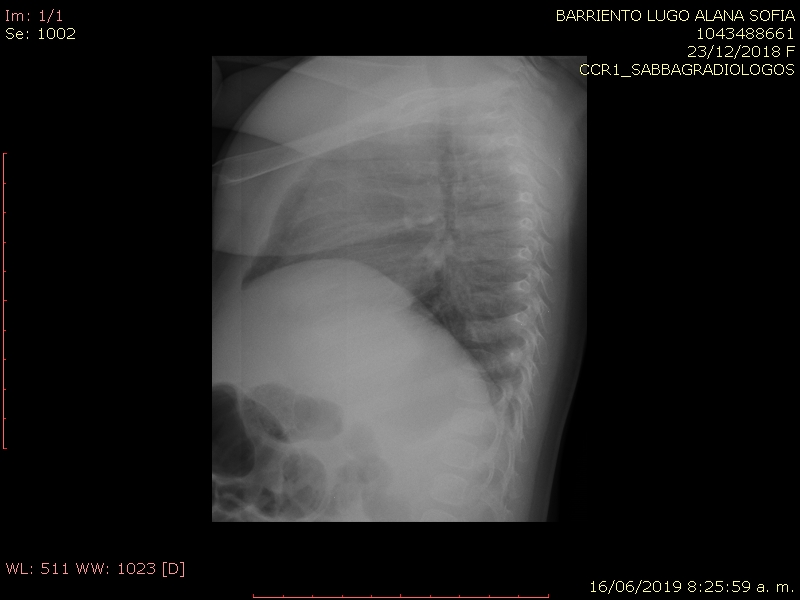 Im: 1/1
Se: 1002
BARRIENTO LUGO ALANA SOFIA
1043488661
23/12/2018 F
CCR1_SABBAGRADIOLOGOS
WL: 511 WW: 1023 [D]
16/06/2019 8:25:59 a. m.